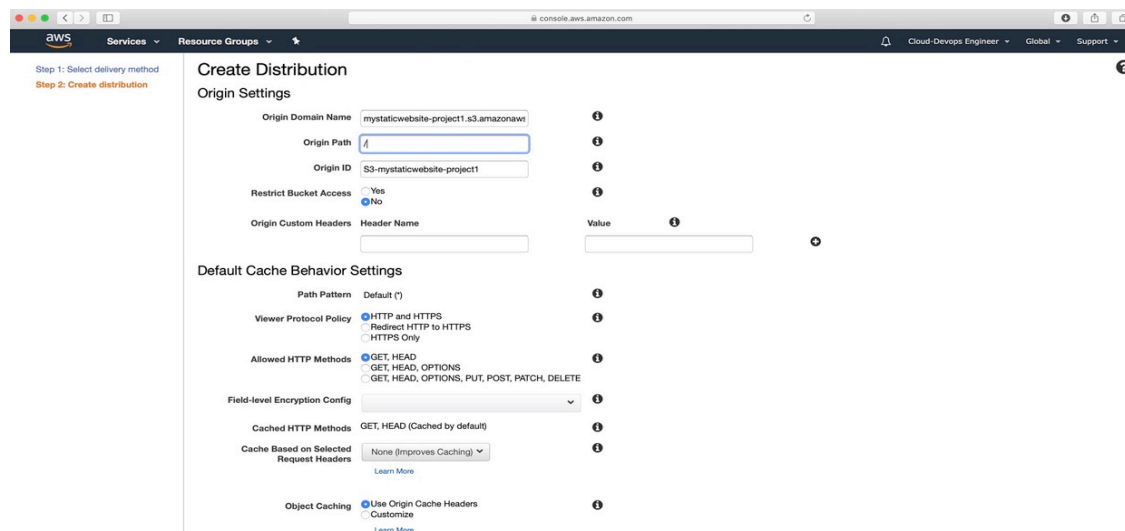 console.aws.amazon.com
aws Services Resource Groups Cloud-Devops Engineer Global Support
Step 1: Select delivery method
Step 2: Create distribution
Create Distribution
Origin Settings
Origin Domain Name mystaticwebsite-project1.s3.amazonaws
Origin Path /
Origin ID S3-mystaticwebsite-project1
Restrict Bucket Access Yes
No
Origin Custom Headers Header Name Value
Default Cache Behavior Settings
Path Pattern Default (*)
Viewer Protocol Policy HTTP and HTTPS
Redirect HTTP to HTTPS
HTTPS Only
Allowed HTTP Methods GET, HEAD
GET, HEAD, OPTIONS
GET, HEAD, OPTIONS, PUT, POST, PATCH, DELETE
Field-level Encryption Config
Cached HTTP Methods GET, HEAD (Cached by default)
Cache Based on Selected
Request Headers None (Improves Caching)
Learn More
Object Caching Use Origin Cache Headers
Customize
Learn More